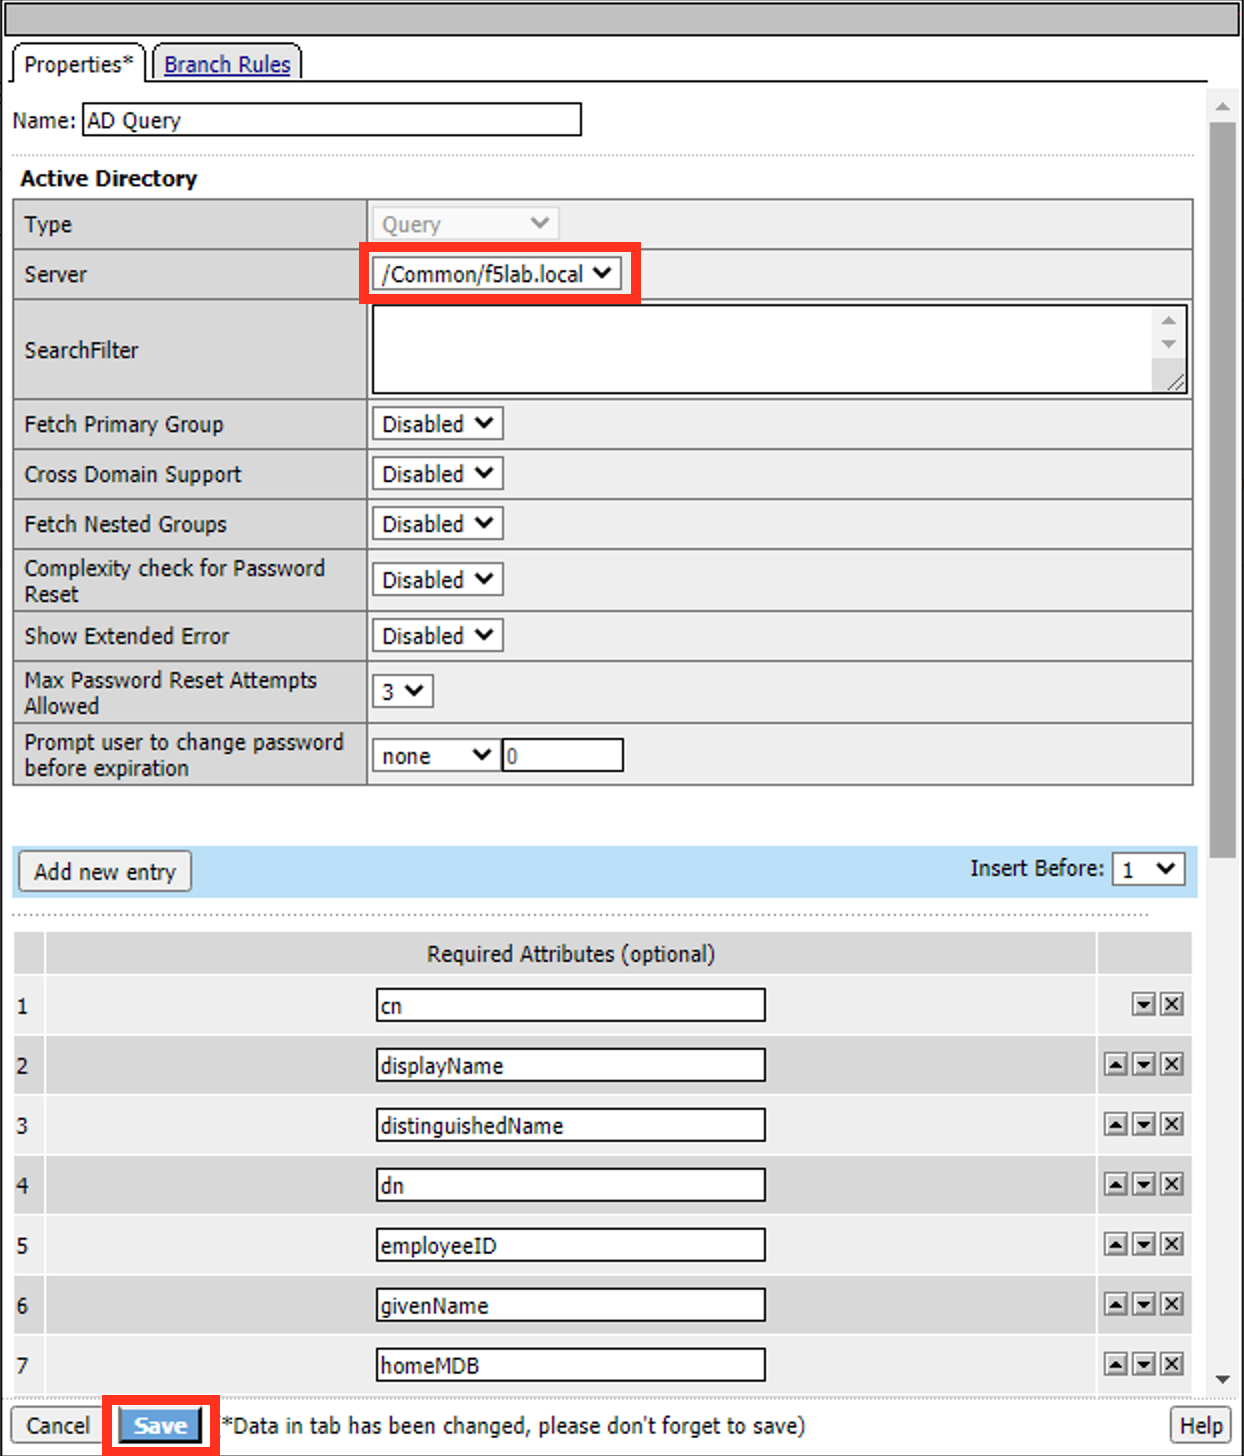 Properties* Branch Rules
Name: AD Query
Active Directory
Type Query
Server /Common/f5lab.local
SearchFilter
Fetch Primary Group Disabled
Cross Domain Support Disabled
Fetch Nested Groups Disabled
Complexity check for Password
Reset Disabled
Show Extended Error Disabled
Max Password Reset Attempts
Allowed 3
Prompt user to change password
before expiration none 0
Add new entry Insert Before: 1
Required Attributes (optional)
1 cn
2 displayName
3 distinguishedName
4 dn
5 employeeID
6 givenName
7 homeMDB
Cancel Save (*Data in tab has been changed, please don't forget to save) Help